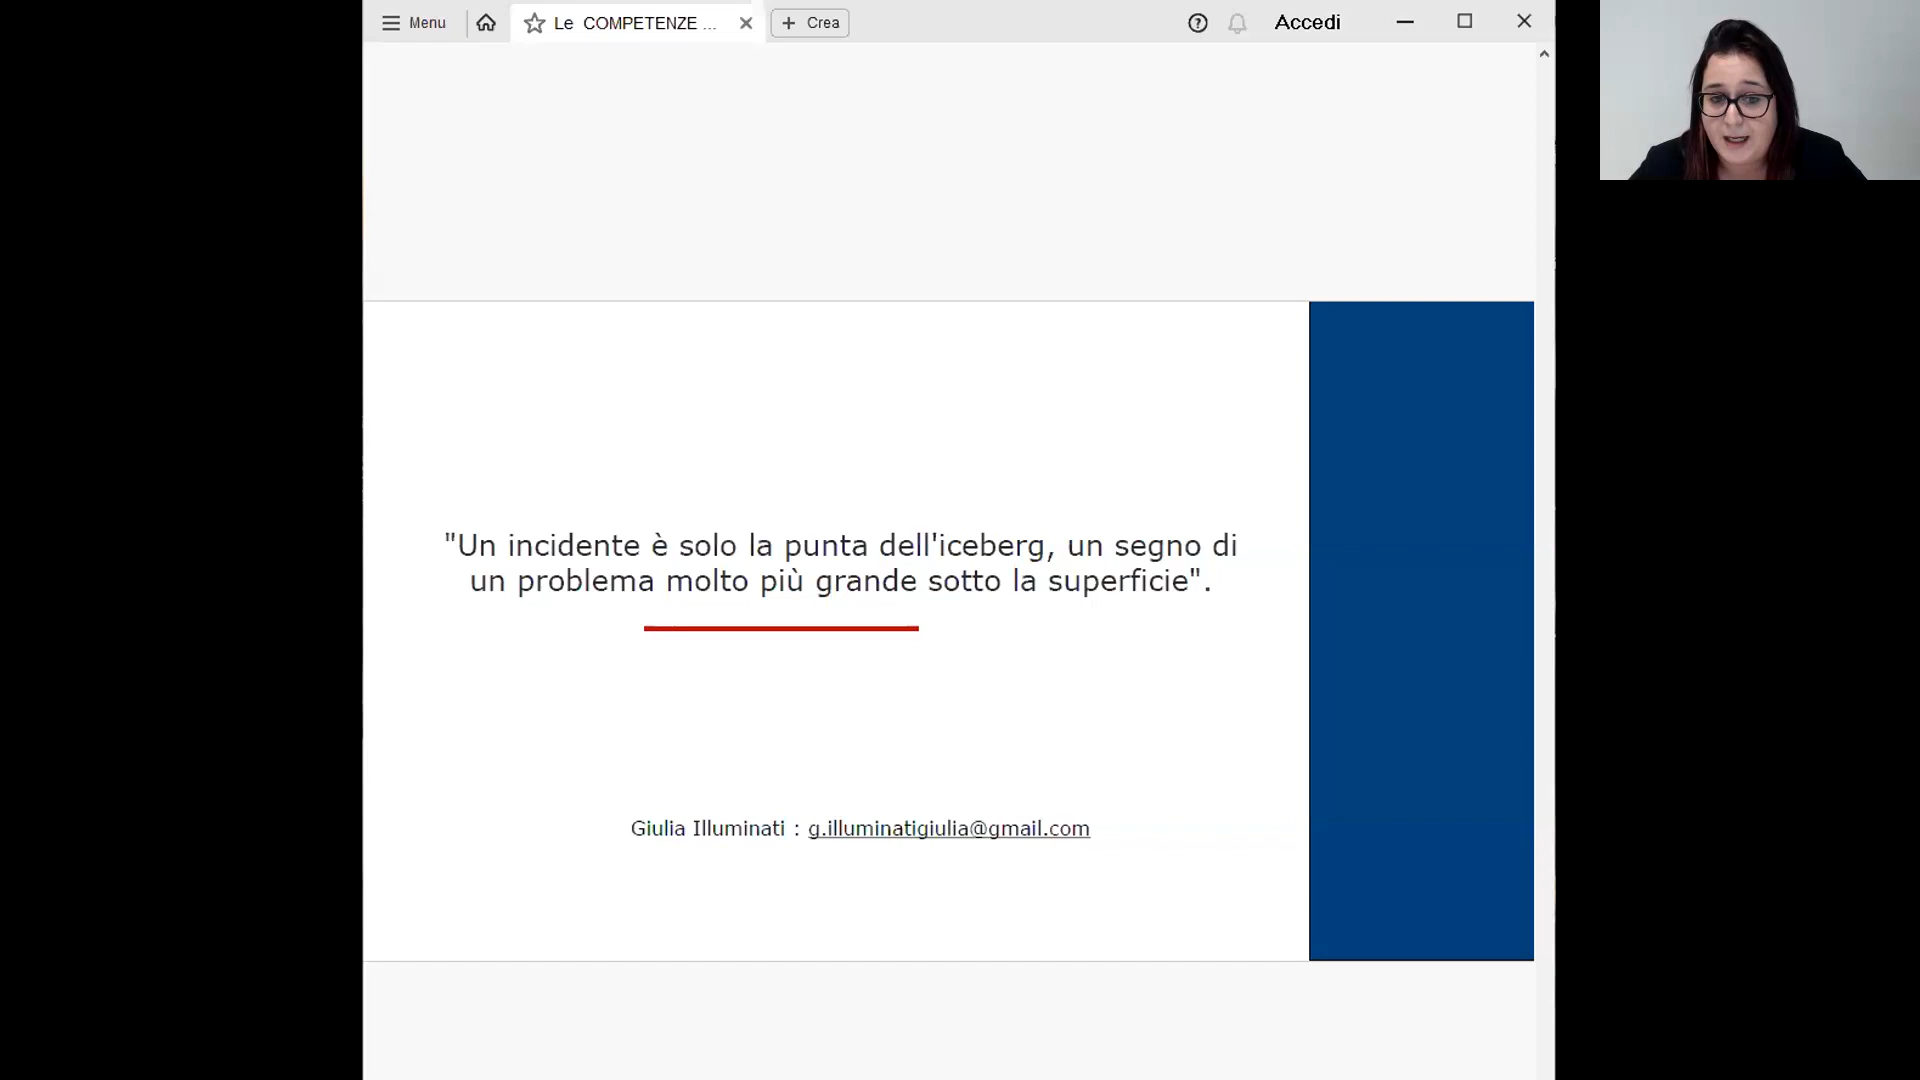 Menu
Le COMPETENZE ...
Crea
Accedi
"Un incidente è solo la punta dell'iceberg, un segno di
un problema molto più grande sotto la superficie".
Giulia Illuminati : g.illuminatigiulia@gmail.com